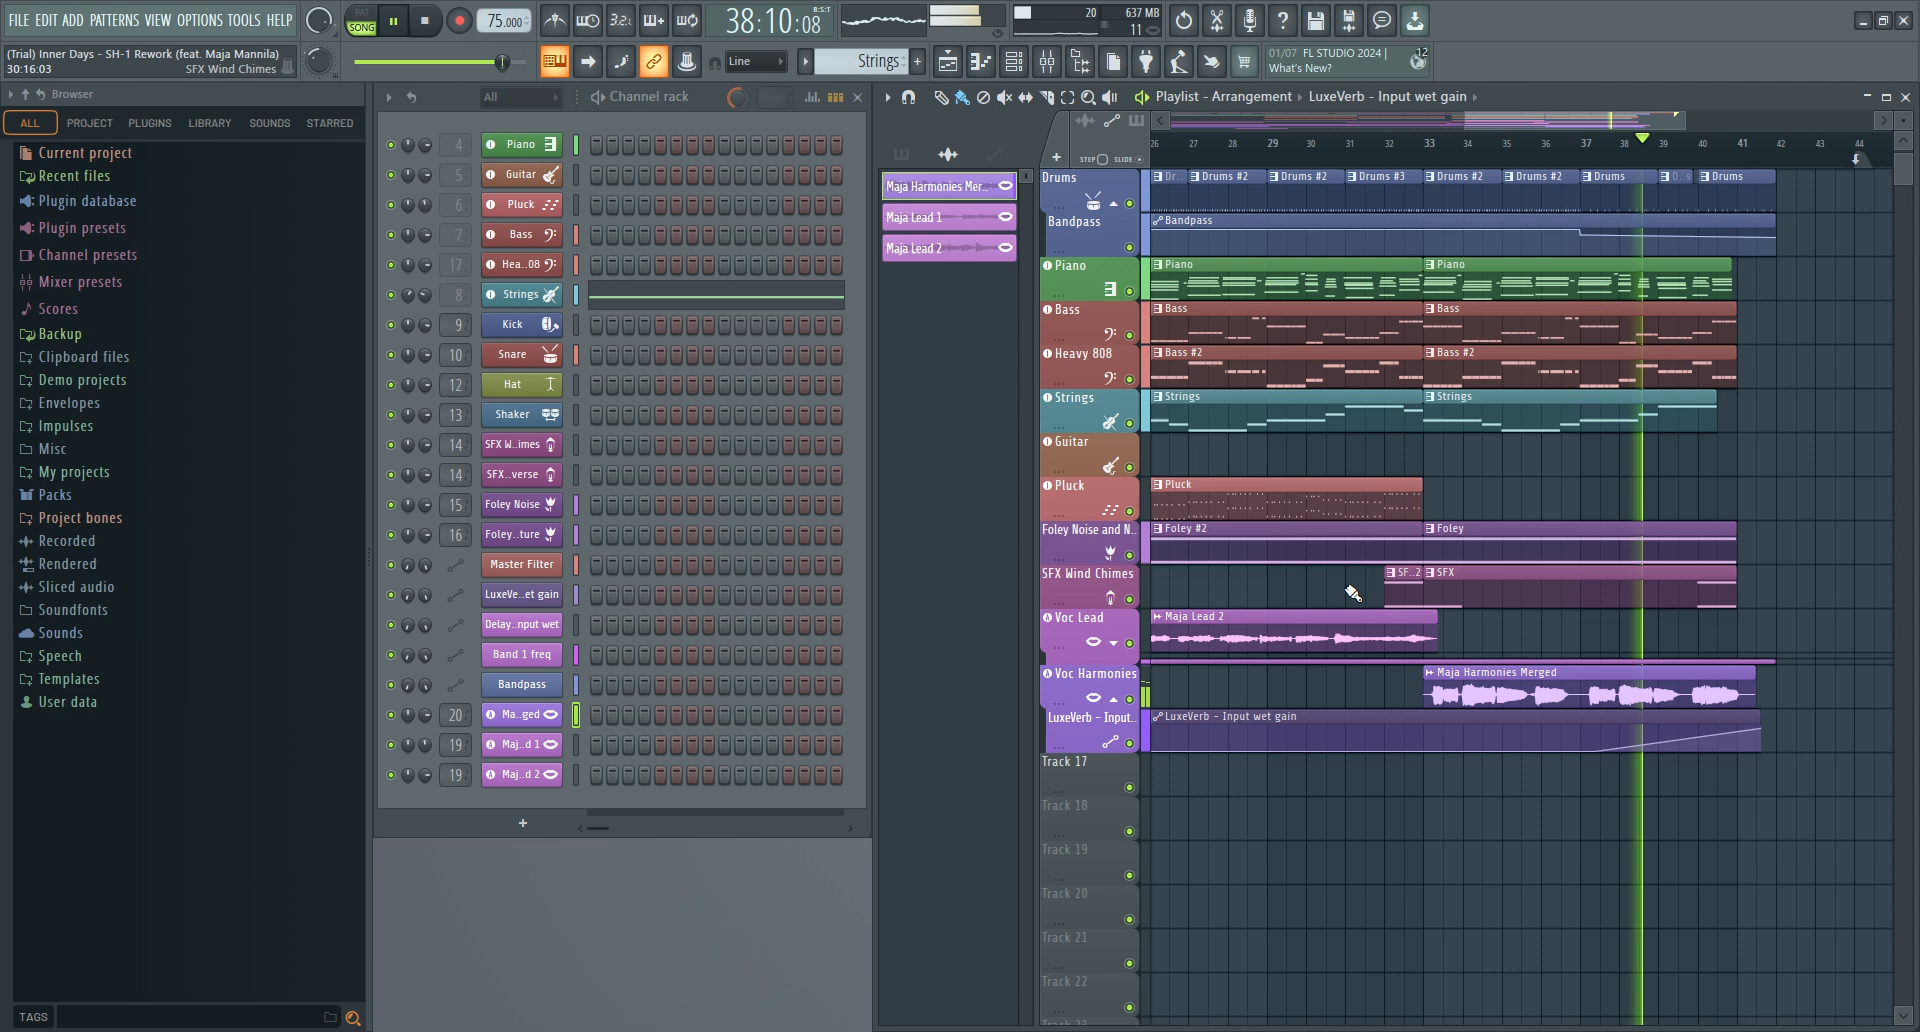 FILE EDIT ADD PATTERNS VIEW OPTIONS TOOLS HELP
PAT
SONG
75.000
3.2
38:10:08
B:S:T
20
637 MB
11
(Trial) Inner Days - SH-1 Rework (feat. Maja Mannila)
30:16:03
SFX Wind Chimes
Line
Strings
+
01/07 FL STUDIO 2024 |
What's New?
12
Browser
ALL
PROJECT
PLUGINS
LIBRARY
SOUNDS
STARRED
Current project
Recent files
Plugin database
Plugin presets
Channel presets
Mixer presets
Scores
Backup
Clipboard files
Demo projects
Envelopes
Impulses
Misc
My projects
Packs
Project bones
Recorded
Rendered
Sliced audio
Soundfonts
Sounds
Speech
Templates
User data
TAGS
All
Channel rack
4 Piano
5 Guitar
6 Pluck
7 Bass
17 Hea..08
8 Strings
9 Kick
10 Snare
12 Hat
13 Shaker
14 SFX W..imes
14 SFX..verse
15 Foley Noise
16 Foley..ture
Master Filter
LuxeVe..et gain
Delay..nput wet
Band 1 freq
Bandpass
20 Ma..ged
19 Maj..d 1
19 Maj..d 2
+
Playlist - Arrangement › LuxeVerb - Input wet gain ›
Maja Harmonies Mer..
Maja Lead 1
Maja Lead 2
+
STEP
SLIDE
26 27 28 29 30 31 32 33 34 35 36 37 39 40 41 42 43 44
Drums
Dr.. Drums #2 Drums #2 Drums #3 Drums #2 Drums #2 Drums D..s Drums
Bandpass
Bandpass
Piano
Piano Piano
Bass
Bass Bass
Heavy 808
Bass #2 Bass #2
Strings
Strings Strings
Guitar
Pluck
Pluck
Foley Noise and N..
Foley #2 Foley
SFX Wind Chimes
SF..2 SFX
Voc Lead
Maja Lead 2
Voc Harmonies
Maja Harmonies Merged
LuxeVerb - Input..
LuxeVerb - Input wet gain
Track 17
Track 18
Track 19
Track 20
Track 21
Track 22